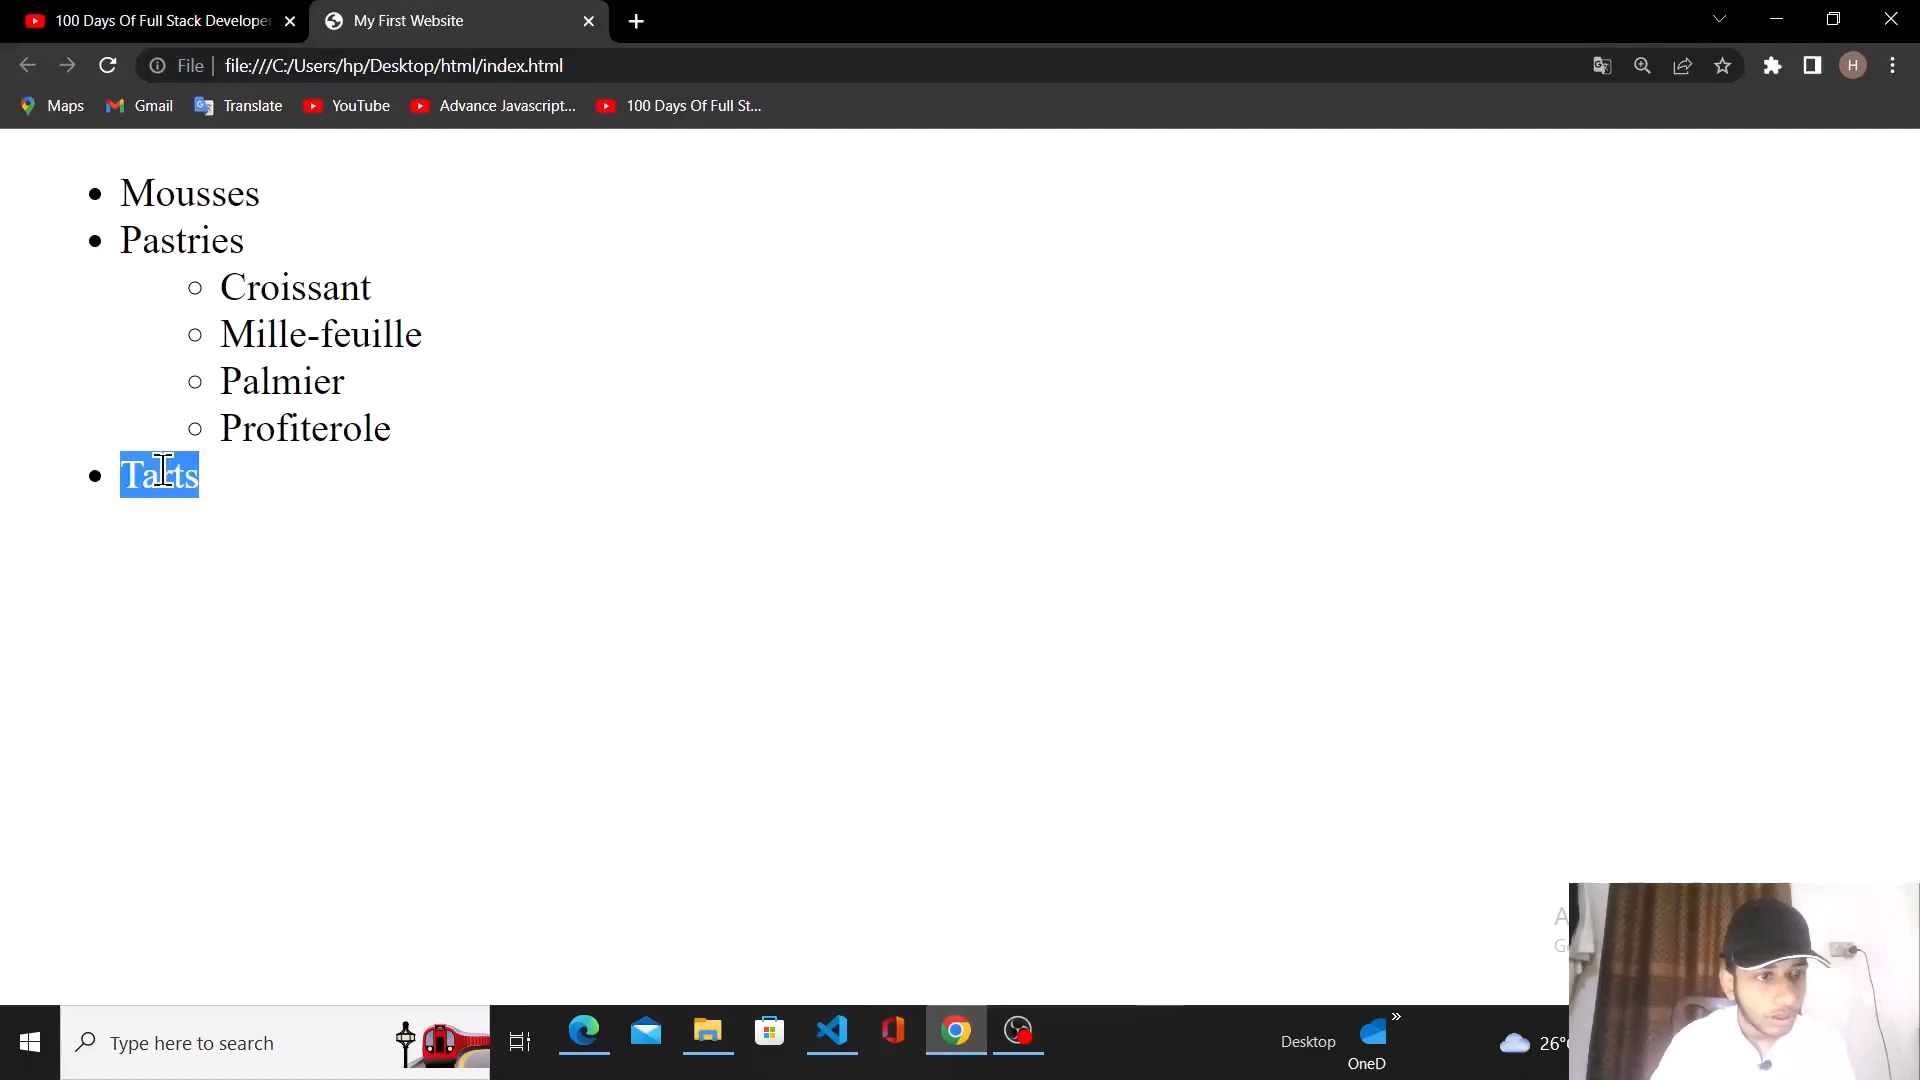 100 Days Of Full Stack Develope
My First Website
File
file:///C:/Users/hp/Desktop/html/index.html
H
Maps
Gmail
Translate
YouTube
Advance Javascript...
100 Days Of Full St...
Mousses
Pastries
Croissant
Mille-feuille
Palmier
Profiterole
Tarts
Type here to search
Desktop
OneD
26°